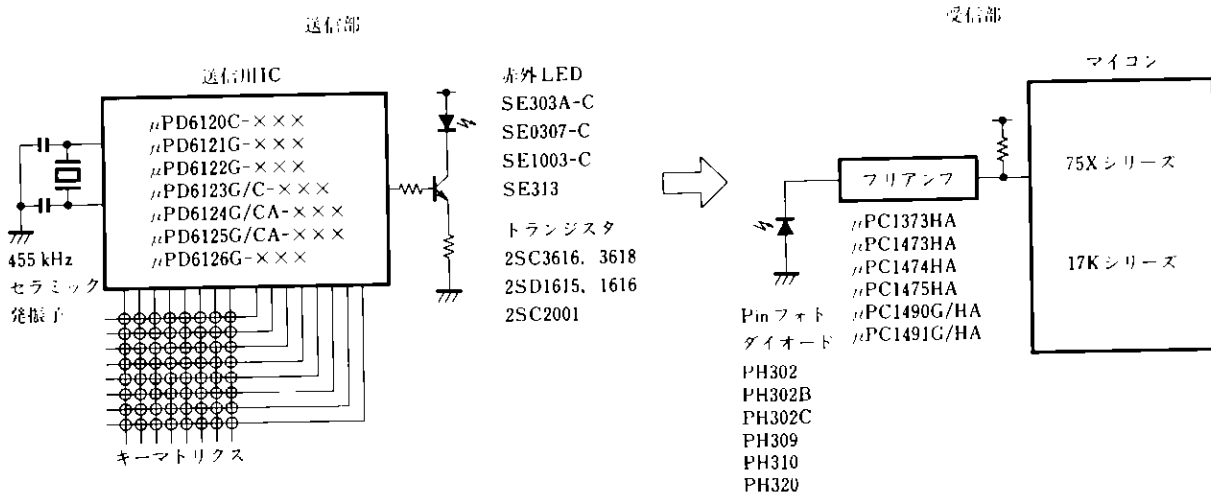 送信部
送信用IC
μPD6120C-×××
μPD6121G-×××
μPD6122G-×××
μPD6123G/C-×××
μPD6124G/CA-×××
μPD6125G/CA-×××
μPD6126G-×××
455 kHz
セラミック
発振子
キーマトリクス
赤外LED
SE303A-C
SE0307-C
SE1003-C
SE313
トランジスタ
2SC3616, 3618
2SD1615, 1616
2SC2001
受信部
プリアンプ
μPC1373HA
μPC1473HA
μPC1474HA
μPC1475HA
μPC1490G/HA
μPC1491G/HA
Pinフォト
ダイオード
PH302
PH302B
PH302C
PH309
PH310
PH320
マイコン
75Xシリーズ
17Kシリーズ